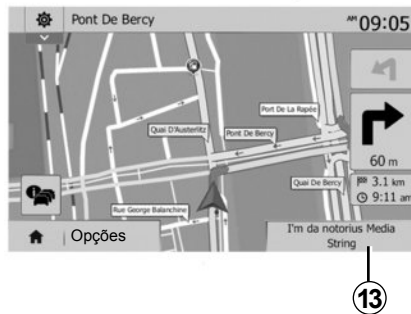 Pont De Bercy
AM 09:05
Port De La Rapée
Quai D'Austerlitz
Pont De Bercy
60 m
Quai De Bercy
3.1 km
9:11 am
Rue George Balanchine
Opções
I'm da notorius Media
String
13